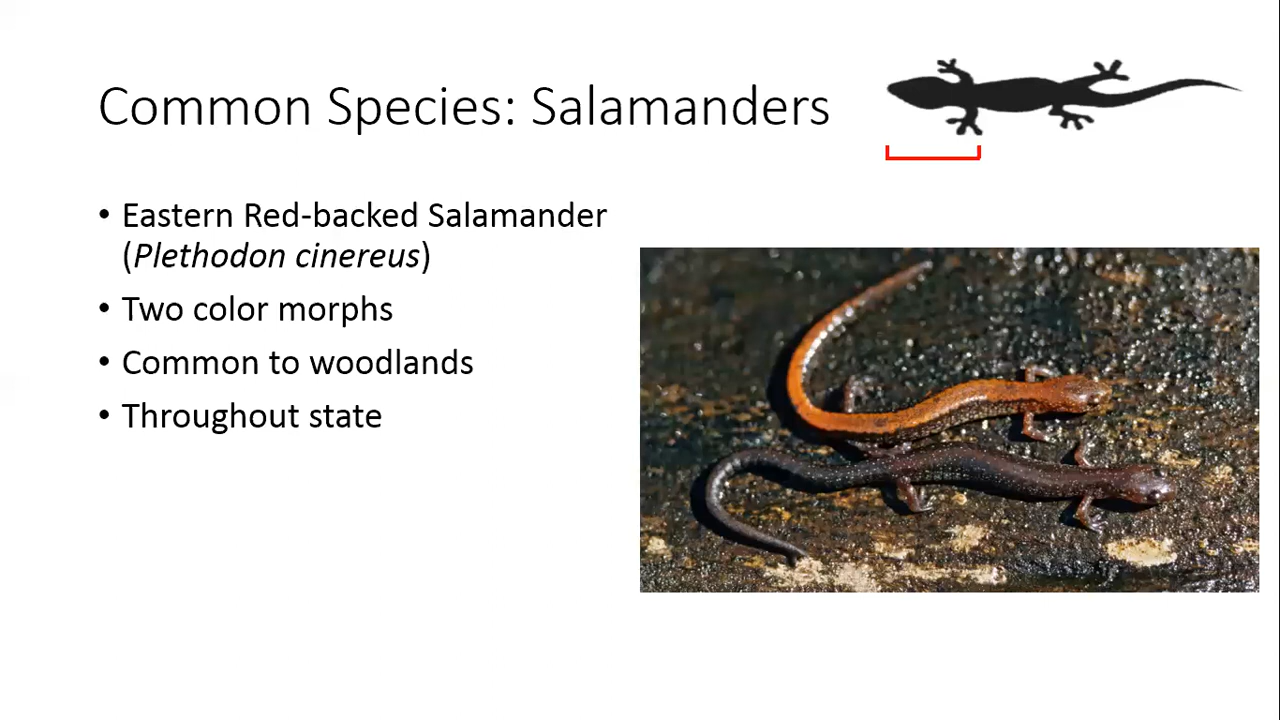 Common Species: Salamanders
• Eastern Red-backed Salamander
(Plethodon cinereus)
• Two color morphs
• Common to woodlands
• Throughout state